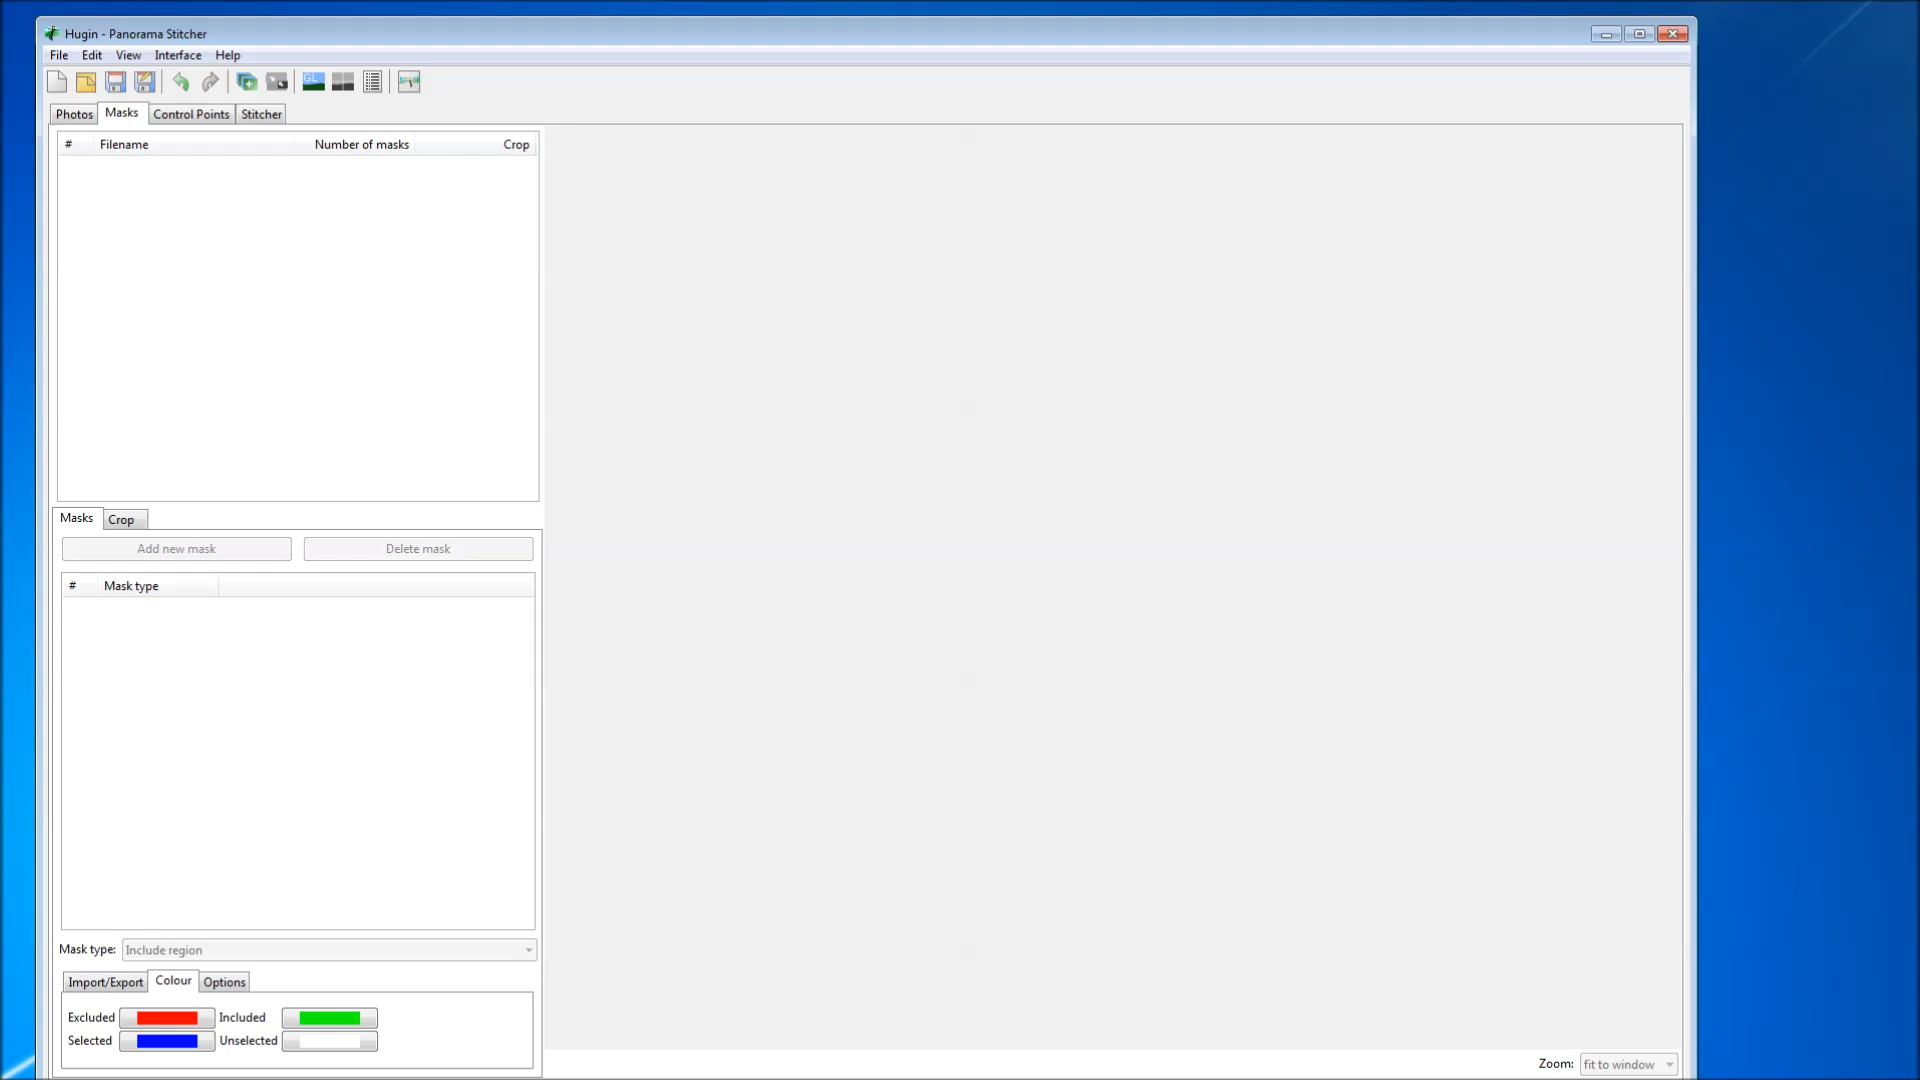 Hugin - Panorama Stitcher
File Edit View Interface Help
GL
Photos Masks Control Points Stitcher
# Filename Number of masks Crop
Masks Crop
Add new mask Delete mask
# Mask type
Mask type: Include region
Import/Export Colour Options
Excluded Included
Selected Unselected
Zoom: fit to window